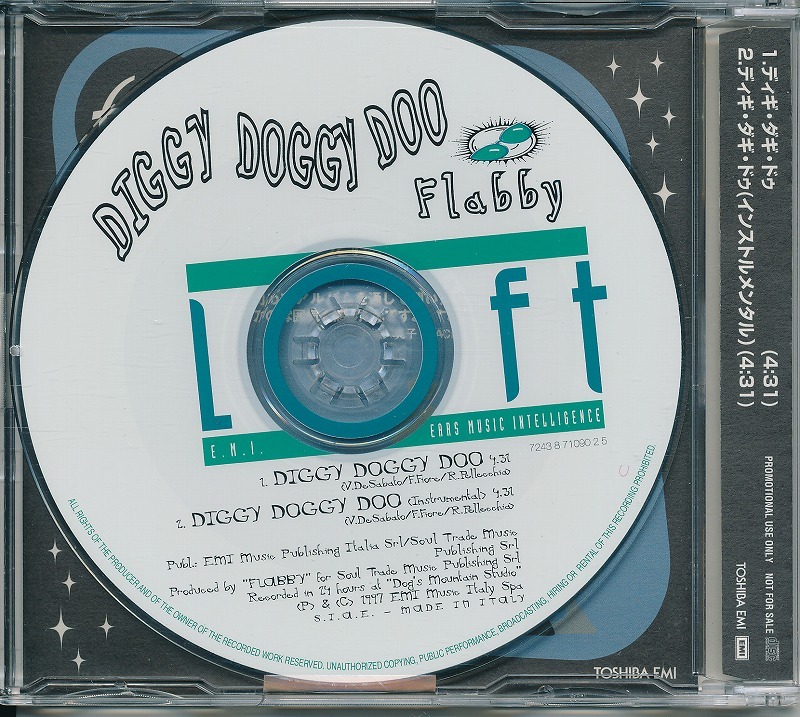 DIGGY DOGGY DOO
Flabby
Loft
E.M.I. EARS MUSIC INTELLIGENCE
7243 8 71090 2 5
1. DIGGY DOGGY DOO 4:31
(V.DeSabato/F.Fiore/R.Pellecchia)
2. DIGGY DOGGY DOO (Instrumental) 4:31
(V.DeSabato/F.Fiore/R.Pellecchia)
Publ: EMI Music Publishing Italia Srl/Soul Trade Music
Publishing Srl
Produced by "FLABBY" for Soul Trade Music Publishing Srl
Recorded in 24 hours at "Dog's Mountain Studio"
(P) & (C) 1997 EMI Music Italy Spa
S.I.A.E. - MADE IN ITALY
ALL RIGHTS OF THE PRODUCER AND OF THE OWNER OF THE RECORDED WORK RESERVED. UNAUTHORIZED COPYING, PUBLIC PERFORMANCE, BROADCASTING, HIRING OR RENTAL OF THIS RECORDING PROHIBITED.
TOSHIBA EMI
1.ディギ・ダギ・ドゥ (4:31)
2.ディギ・ダギ・ドゥ(インストルメンタル) (4:31)
PROMOTIONAL USE ONLY NOT FOR SALE
TOSHIBA EMI EMI